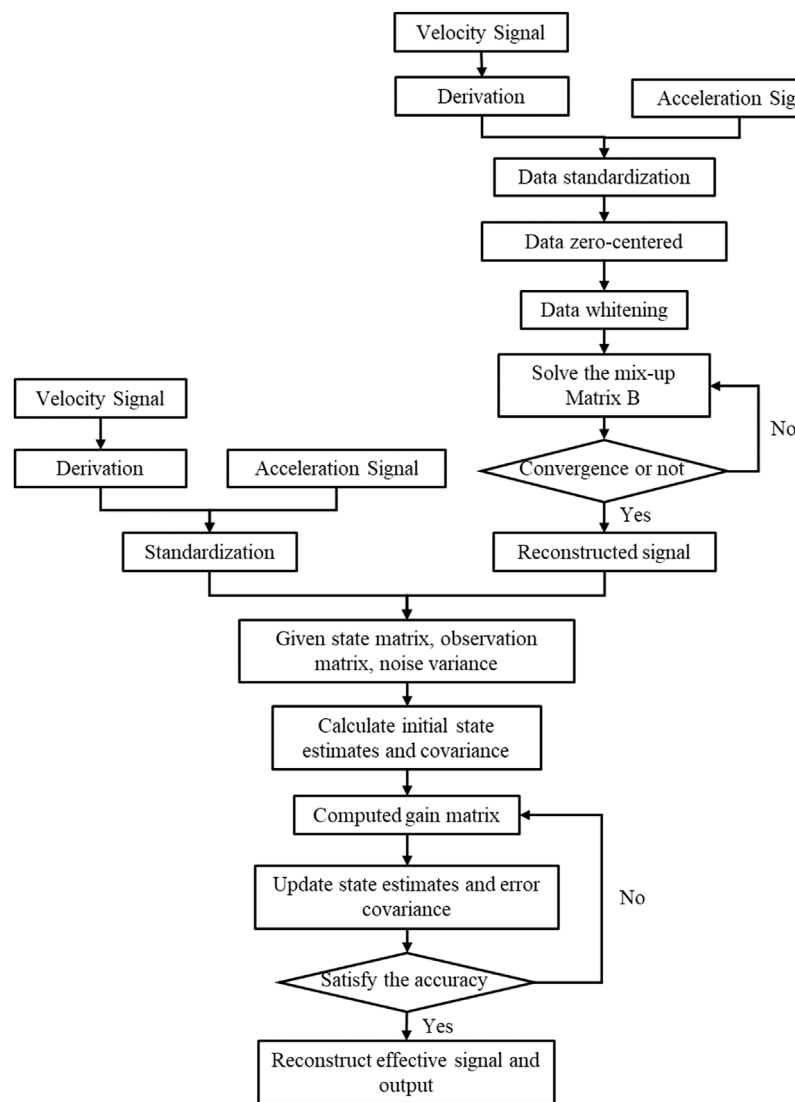 Velocity Signal
Derivation
Acceleration Sig
Data standardization
Data zero-centered
Data whitening
Solve the mix-up
Matrix B
No
Convergence or not
Yes
Reconstructed signal
Velocity Signal
Derivation
Acceleration Signal
Standardization
Given state matrix, observation
matrix, noise variance
Calculate initial state
estimates and covariance
Computed gain matrix
Update state estimates and error
covariance
No
Satisfy the accuracy
Yes
Reconstruct effective signal and
output